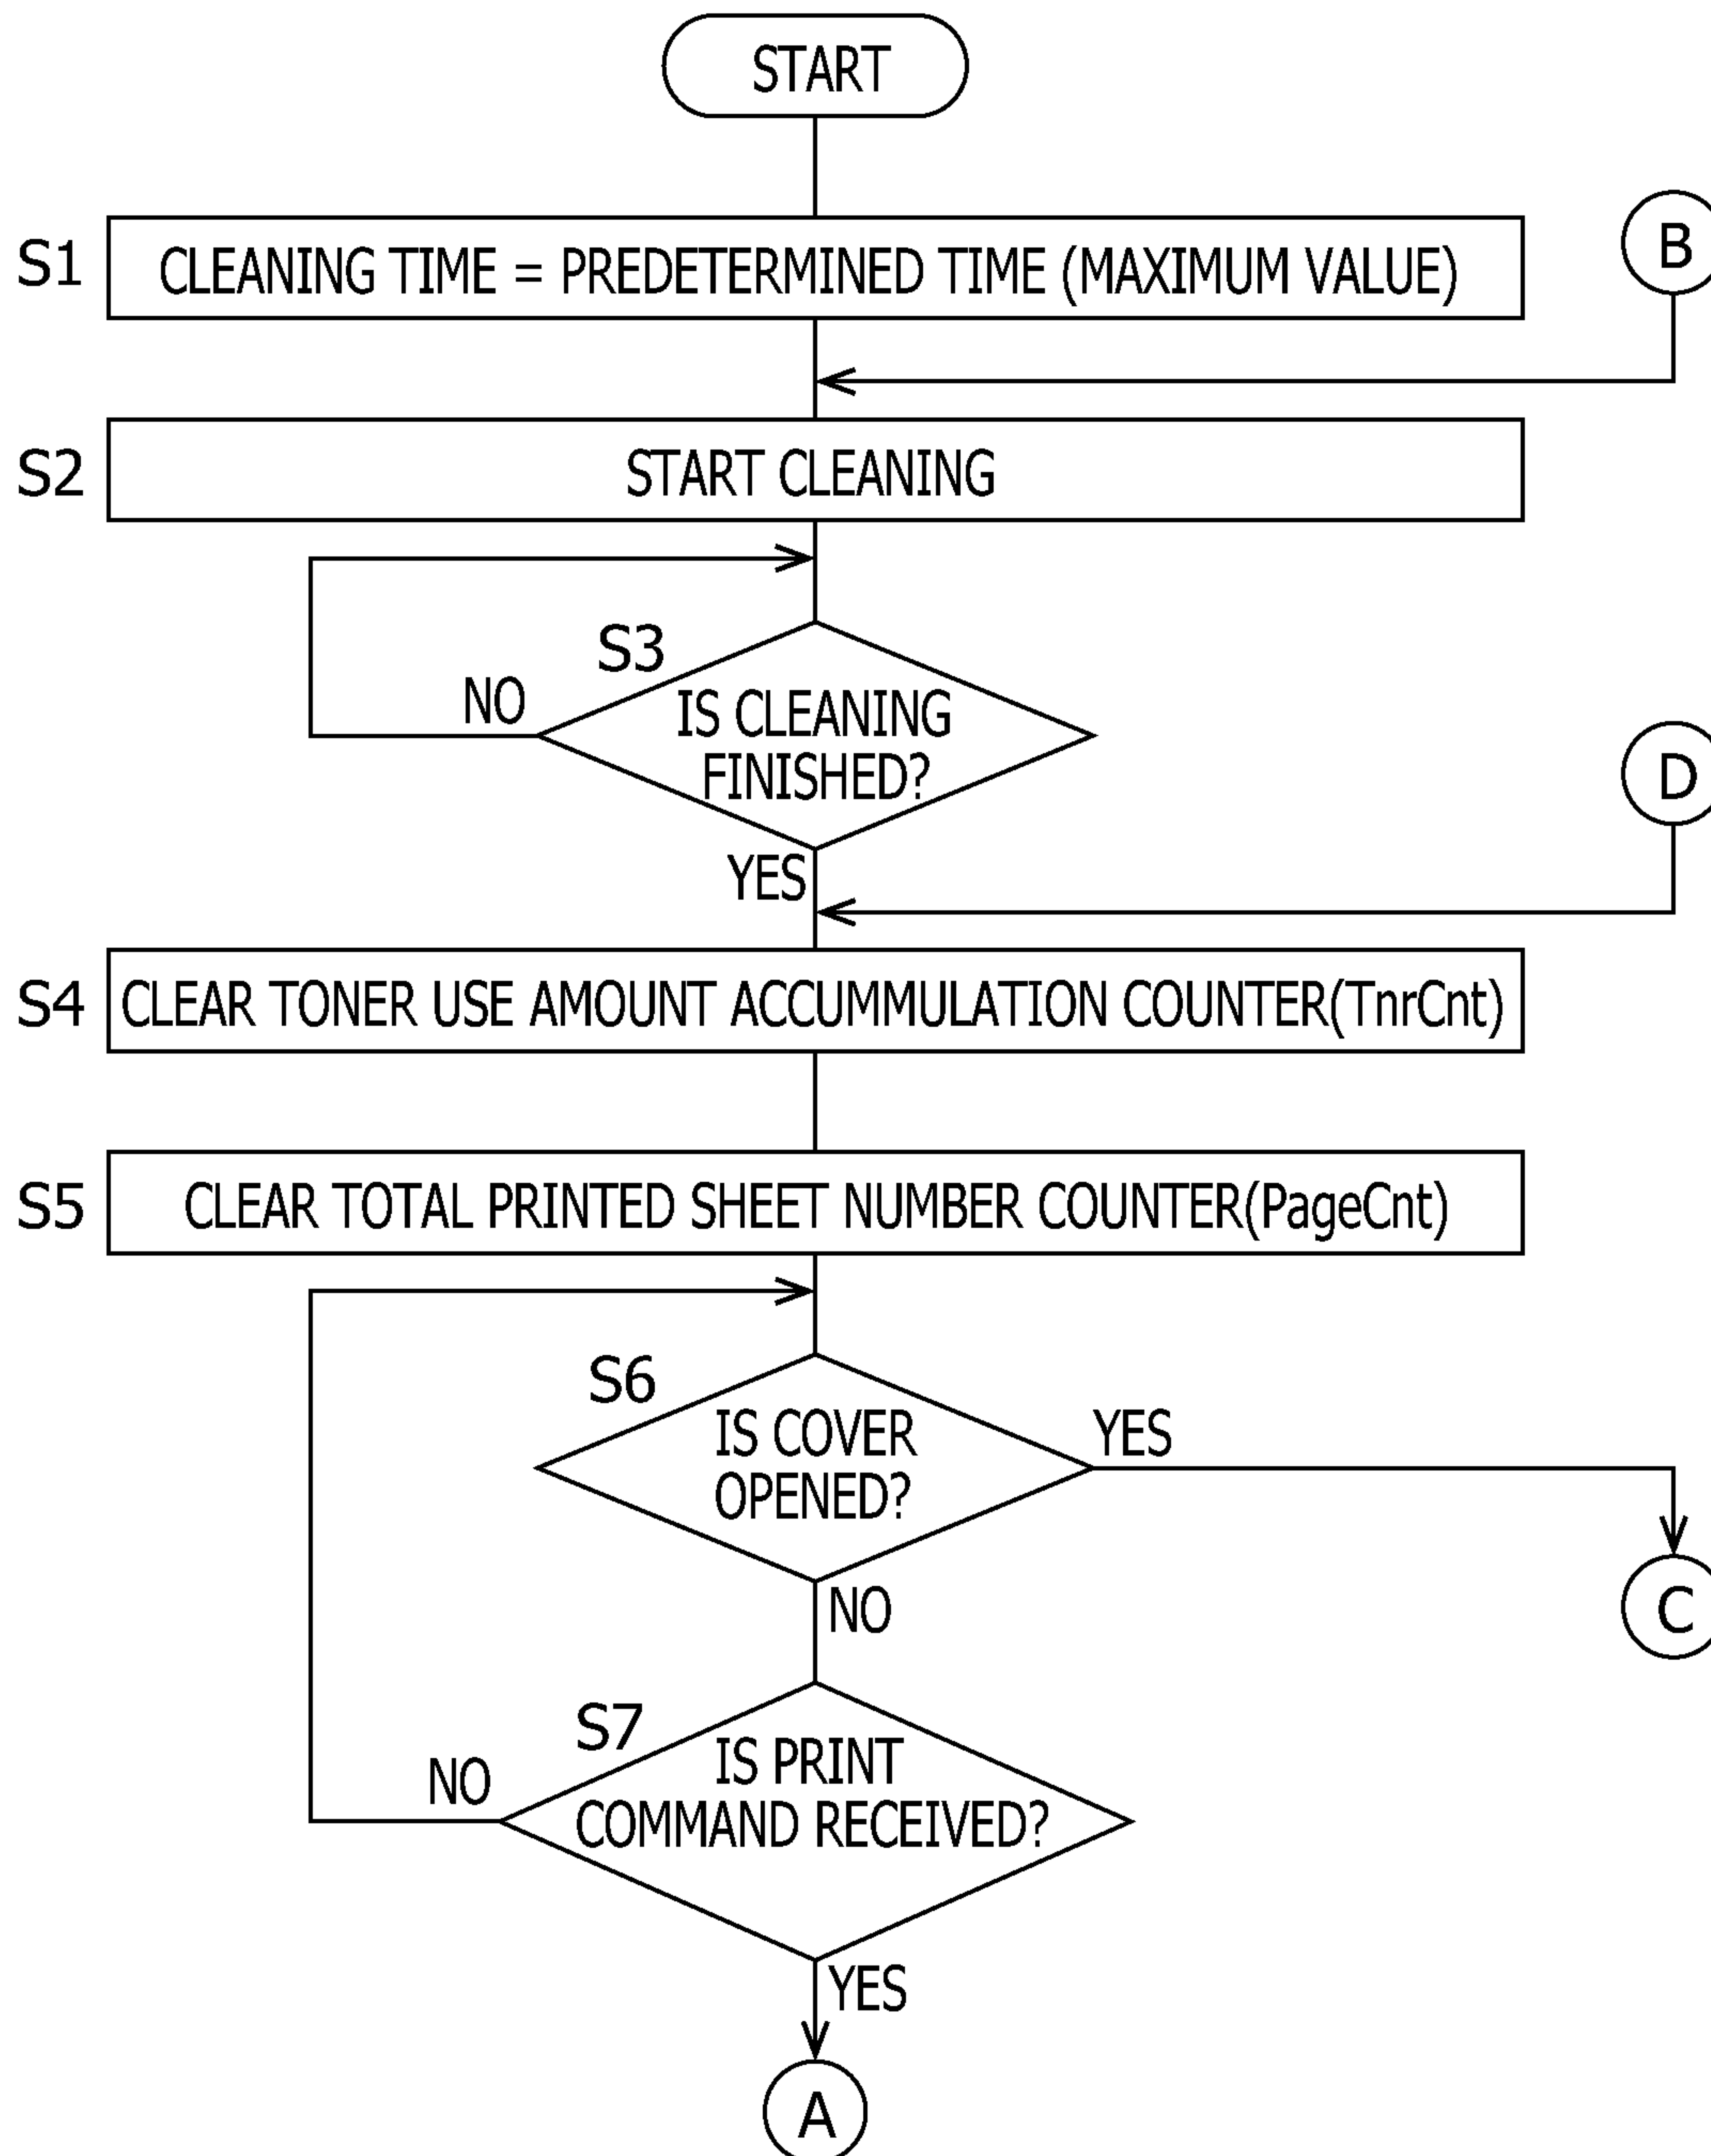 START
S1
CLEANING TIME = PREDETERMINED TIME (MAXIMUM VALUE)
B
S2
START CLEANING
S3
NO
IS CLEANING
FINISHED?
D
YES
S4
CLEAR TONER USE AMOUNT ACCUMMULATION COUNTER(TnrCnt)
S5
CLEAR TOTAL PRINTED SHEET NUMBER COUNTER(PageCnt)
S6
IS COVER
OPENED?
YES
NO
C
S7
NO
IS PRINT
COMMAND RECEIVED?
YES
A